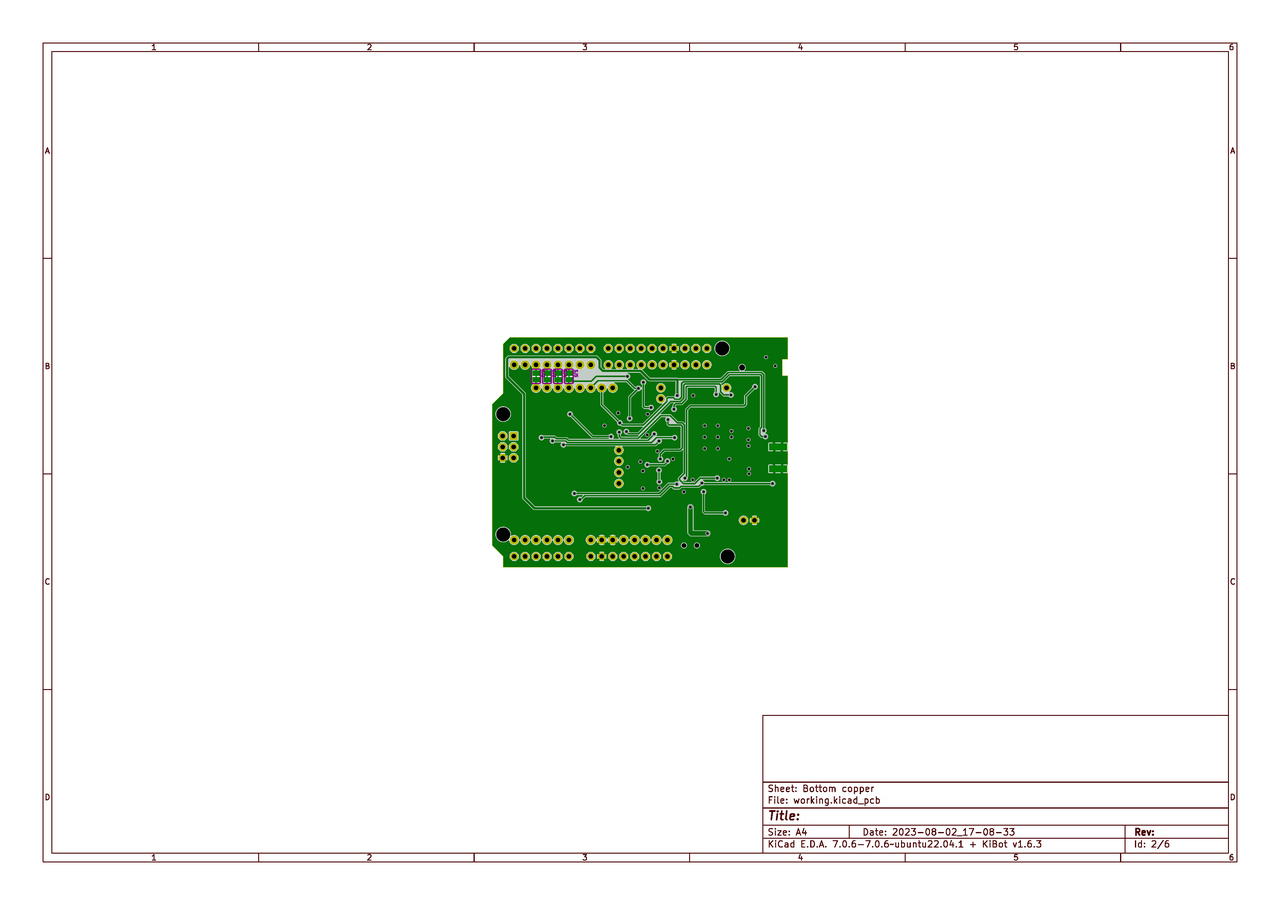 1 2 3 4 5 6
A A
B B
C C
D D
Sheet: Bottom copper
File: working.kicad_pcb
Title:
Size: A4 Date: 2023-08-02_17-08-33 Rev:
KiCad E.D.A. 7.0.6-7.0.6~ubuntu22.04.1 + KiBot v1.6.3 Id: 2/6
1 2 3 4 5 6